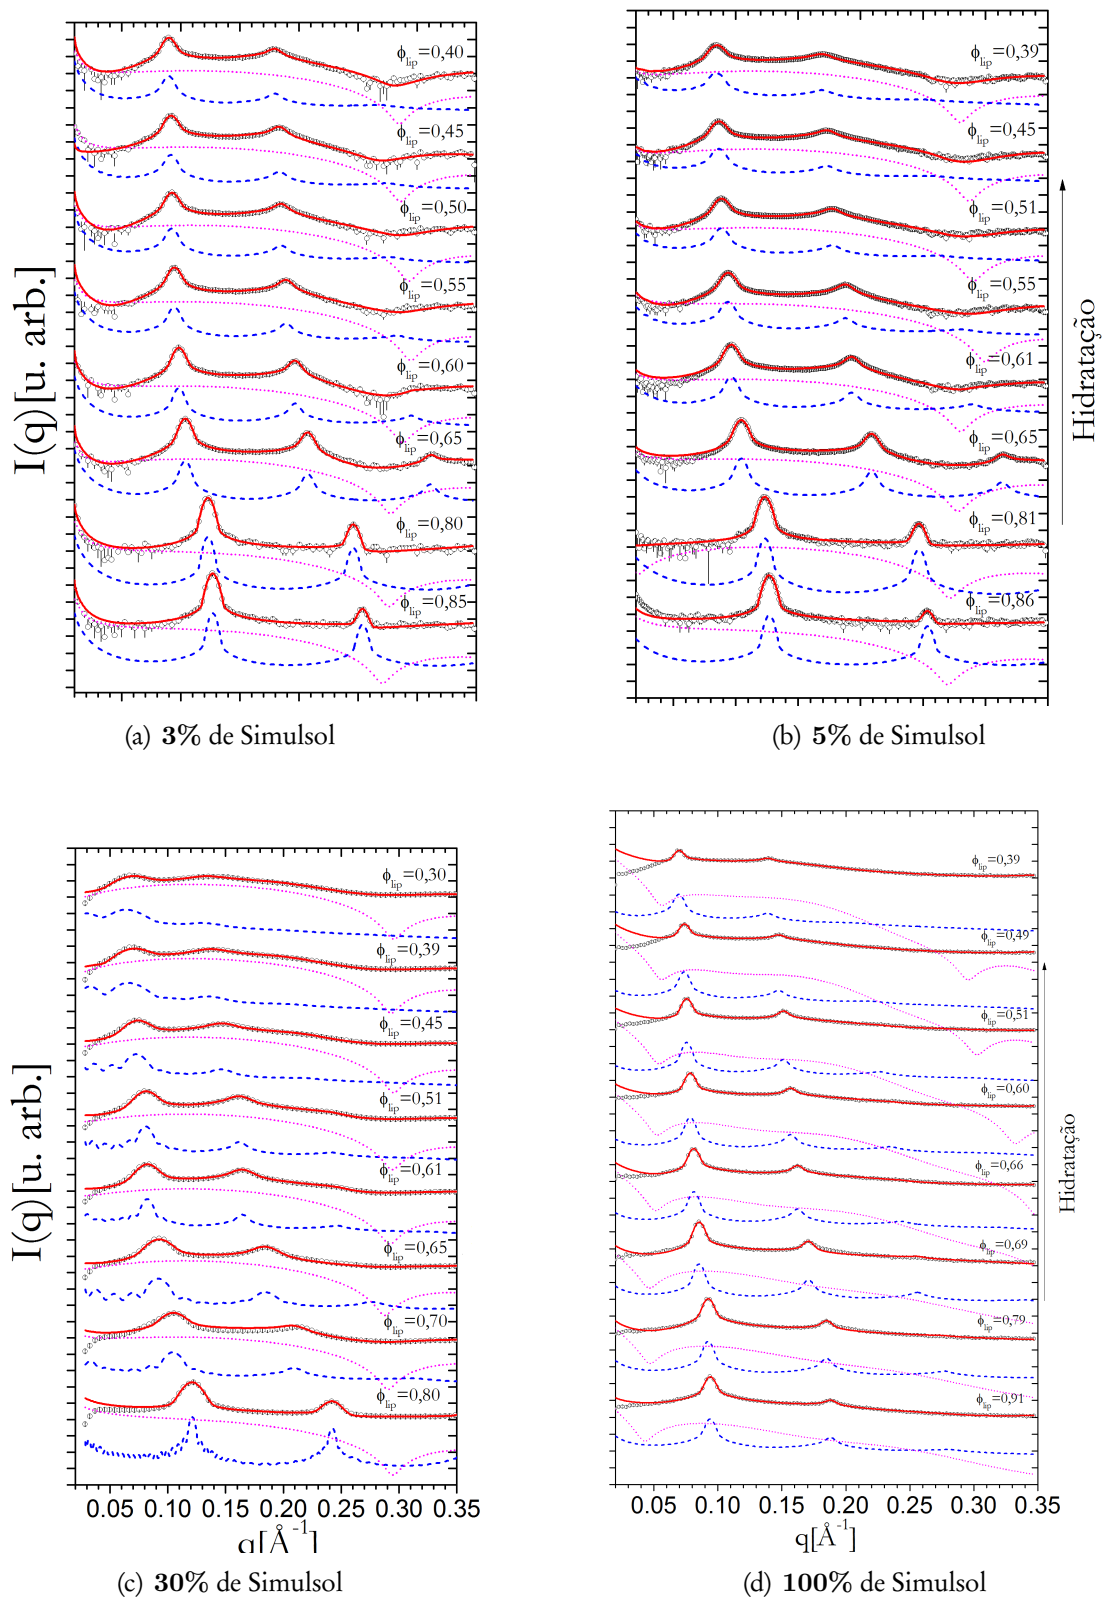 I(q)[u. arb.]
ϕlip=0,40
ϕlip=0,45
ϕlip=0,50
ϕlip=0,55
ϕlip=0,60
ϕlip=0,65
ϕlip=0,80
ϕlip=0,85
(a) 3% de Simulsol
ϕlip=0,39
ϕlip=0,45
ϕlip=0,51
ϕlip=0,55
ϕlip=0,61
ϕlip=0,65
ϕlip=0,81
ϕlip=0,86
Hidratação
(b) 5% de Simulsol
I(q)[u. arb.]
ϕlip=0,30
ϕlip=0,39
ϕlip=0,45
ϕlip=0,51
ϕlip=0,61
ϕlip=0,65
ϕlip=0,70
ϕlip=0,80
0.05 0.10 0.15 0.20 0.25 0.30 0.35
q[Å-1]
(c) 30% de Simulsol
ϕlip=0,39
ϕlip=0,49
ϕlip=0,51
ϕlip=0,60
ϕlip=0,66
ϕlip=0,69
ϕlip=0,79
ϕlip=0,91
Hidratação
0.05 0.10 0.15 0.20 0.25 0.30 0.35
q[Å-1]
(d) 100% de Simulsol